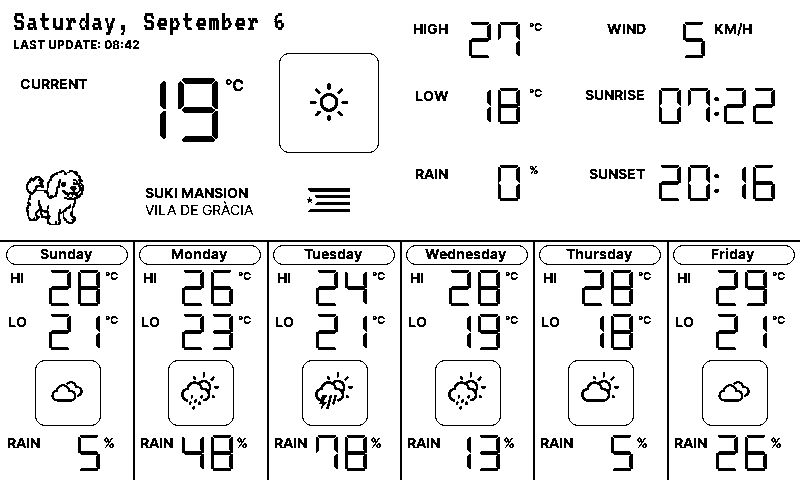 Saturday, September 6
LAST UPDATE: 08:42
CURRENT 19 °C
SUKI MANSION
VILA DE GRÀCIA
HIGH 27 °C
LOW 18 °C
RAIN 0 %
WIND 5 KM/H
SUNRISE 07:22
SUNSET 20:16
Sunday
HI 28 °C
LO 21 °C
RAIN 5 %
Monday
HI 26 °C
LO 23 °C
RAIN 48 %
Tuesday
HI 24 °C
LO 21 °C
RAIN 78 %
Wednesday
HI 28 °C
LO 19 °C
RAIN 13 %
Thursday
HI 28 °C
LO 18 °C
RAIN 5 %
Friday
HI 29 °C
LO 21 °C
RAIN 26 %